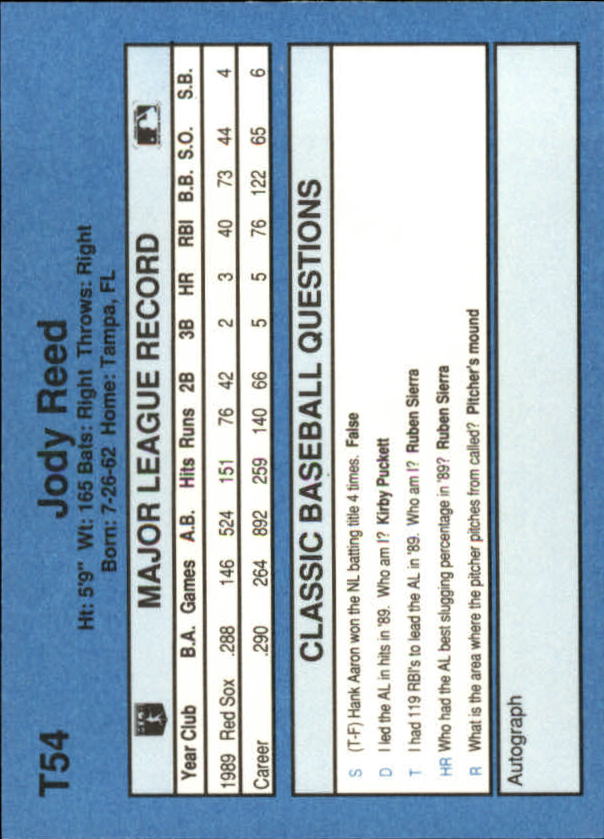 T54
Jody Reed
Ht: 5'9" Wt: 165 Bats: Right Throws: Right
Born: 7-26-62 Home: Tampa, FL
MAJOR LEAGUE RECORD
Year Club B.A. Games A.B. Hits Runs 2B 3B HR RBI B.B. S.O. S.B.
1989 Red Sox .288 146 524 151 76 42 2 3 40 73 44 4
Career .290 264 892 259 140 66 5 5 76 122 65 6
CLASSIC BASEBALL QUESTIONS
S (T-F) Hank Aaron won the NL batting title 4 times. False
D I led the AL in hits in '89. Who am I? Kirby Puckett
T I had 119 RBI's to lead the AL in '89. Who am I? Ruben Sierra
HR Who had the AL best slugging percentage in '89? Ruben Sierra
R What is the area where the pitcher pitches from called? Pitcher's mound
Autograph